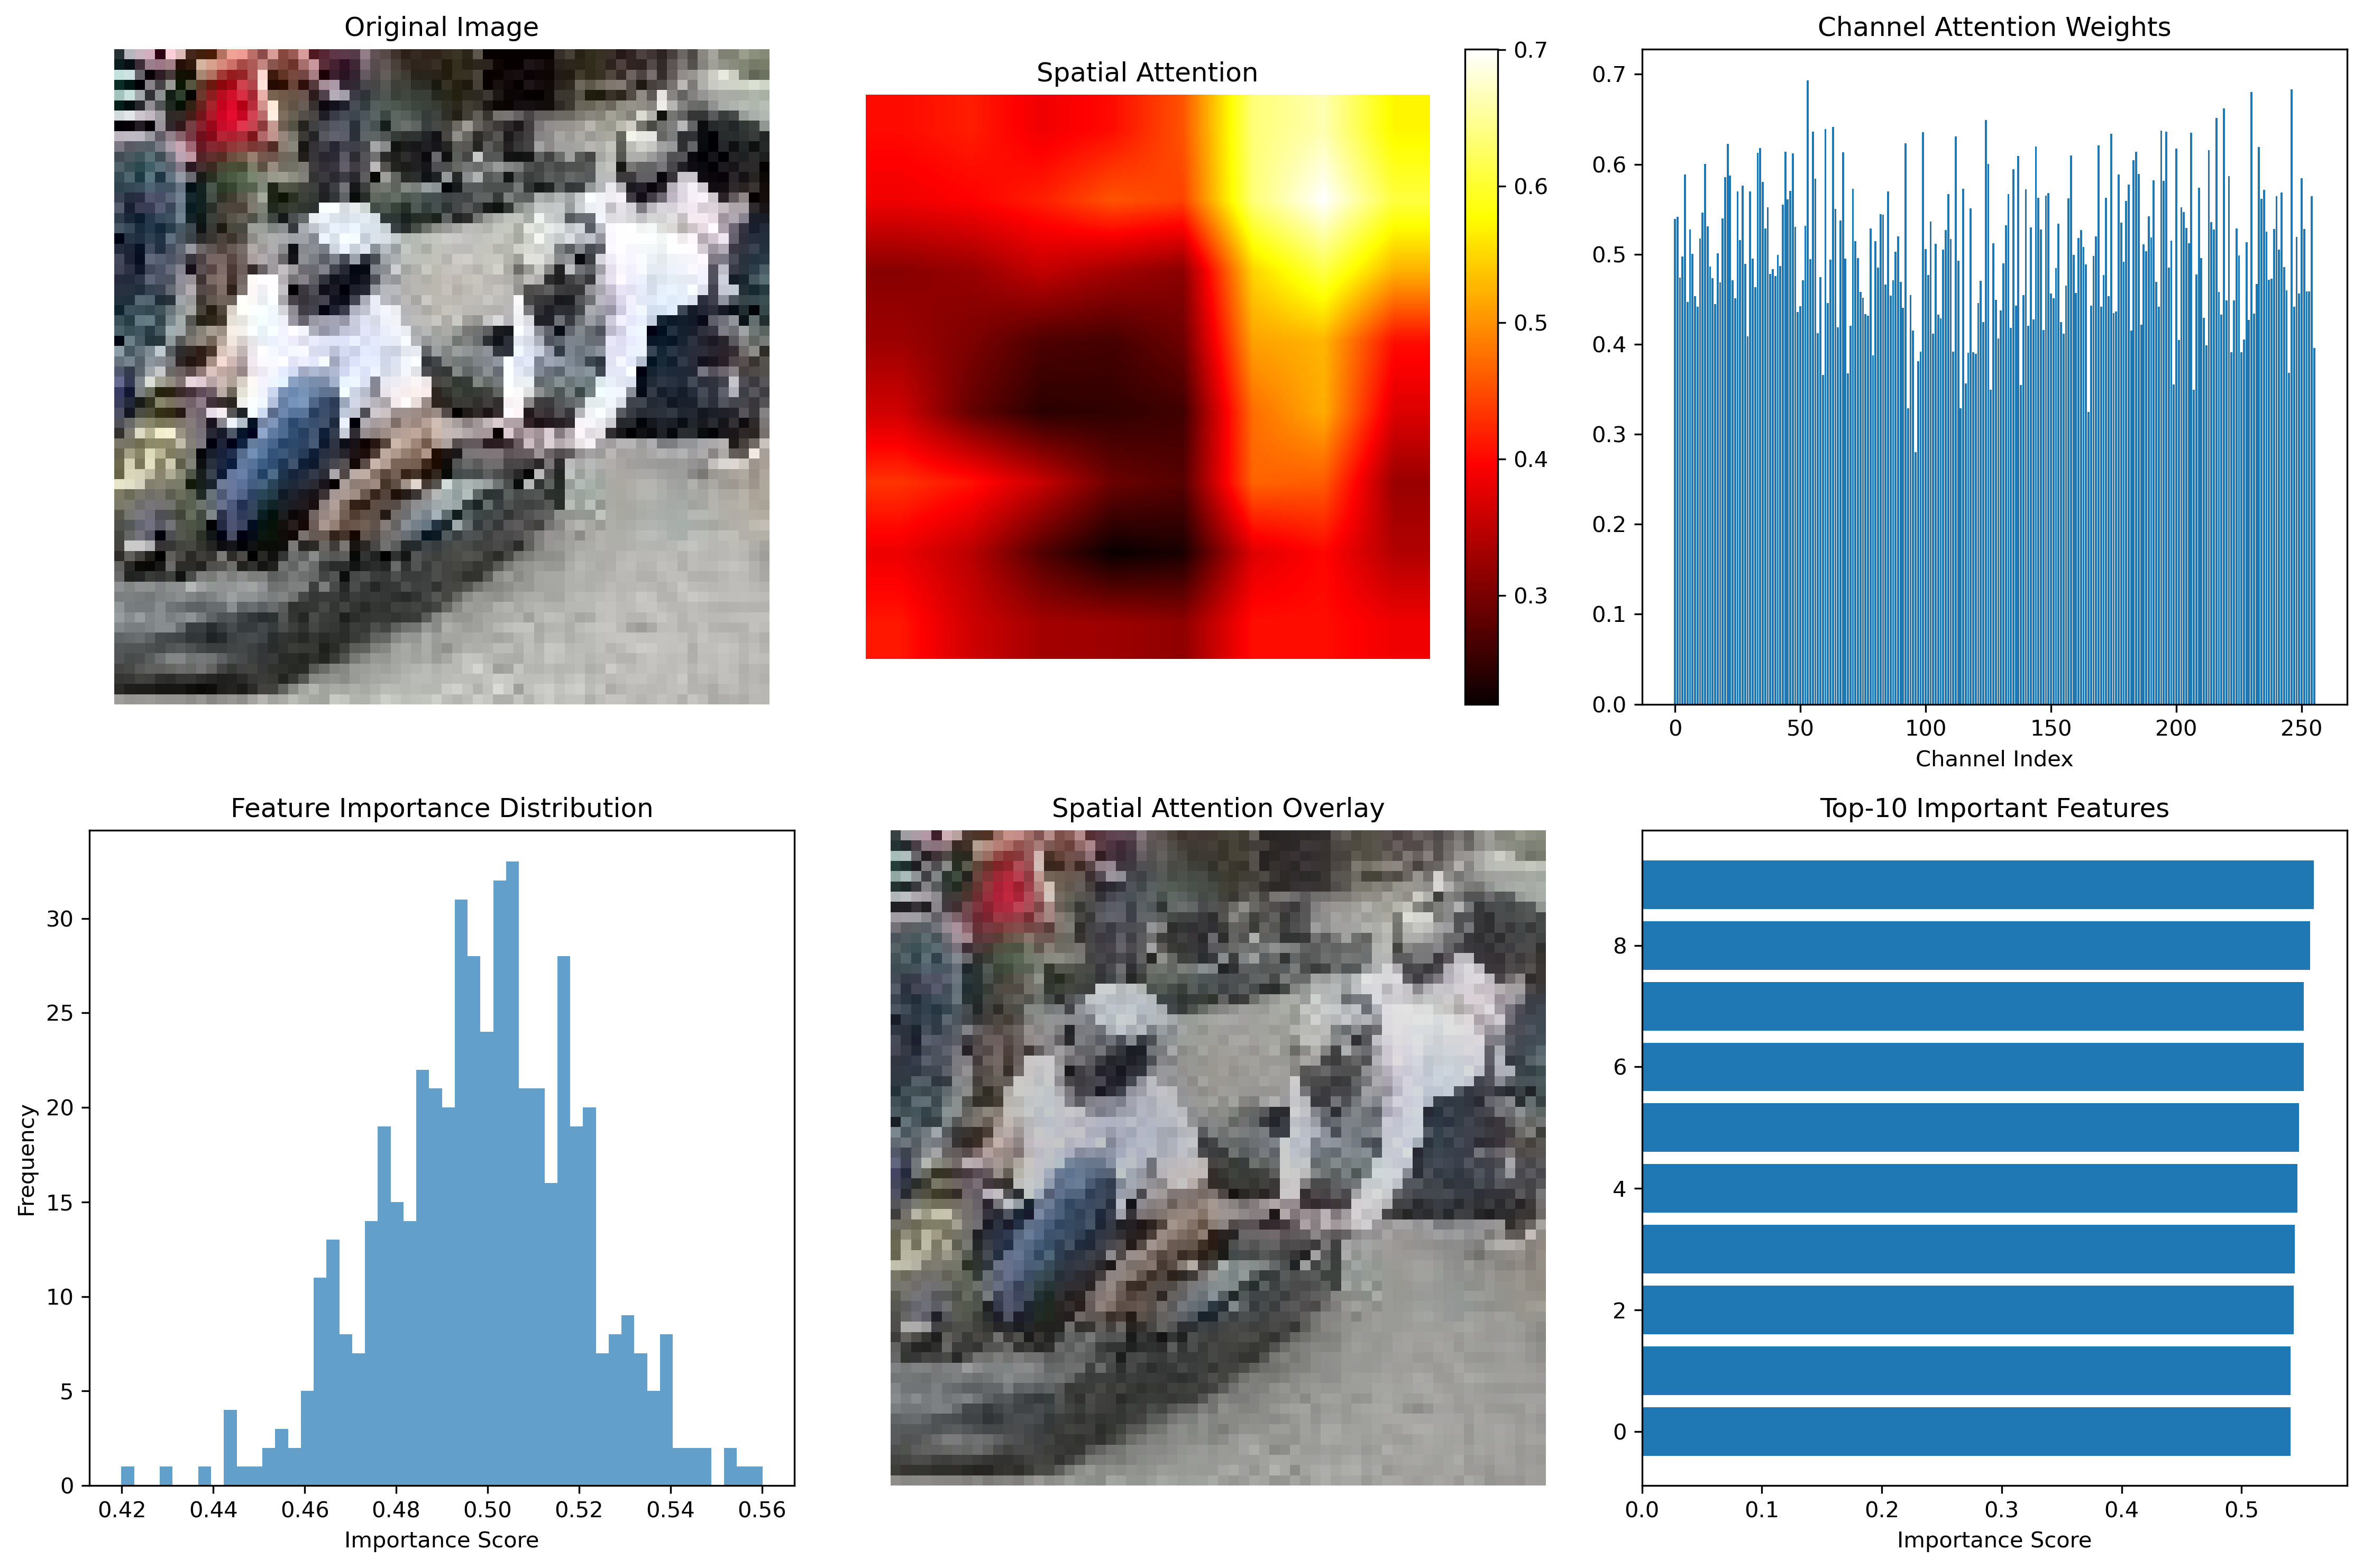 Original Image
Spatial Attention
0.7
0.6
0.5
0.4
0.3
Channel Attention Weights
0.7
0.6
0.5
0.4
0.3
0.2
0.1
0.0
0 50 100 150 200 250
Channel Index
Feature Importance Distribution
Frequency
30
25
20
15
10
5
0
0.42 0.44 0.46 0.48 0.50 0.52 0.54 0.56
Importance Score
Spatial Attention Overlay
Top-10 Important Features
8
6
4
2
0
0.0 0.1 0.2 0.3 0.4 0.5
Importance Score